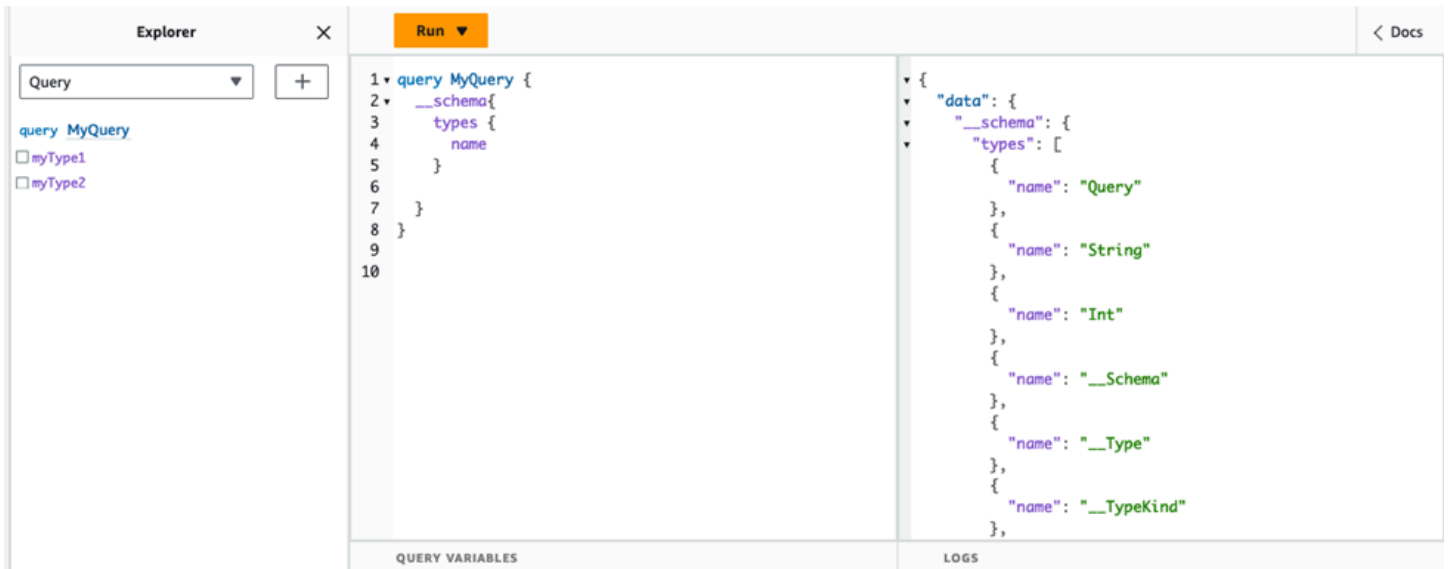 Explorer
Query
query MyQuery
myType1
myType2
Run
< Docs
1 query MyQuery {
2   __schema{
3     types {
4       name
5     }
6
7   }
8 }
9
10
{
  "data": {
    "__schema": {
      "types": [
        {
          "name": "Query"
        },
        {
          "name": "String"
        },
        {
          "name": "Int"
        },
        {
          "name": "__Schema"
        },
        {
          "name": "__Type"
        },
        {
          "name": "__TypeKind"
        },
QUERY VARIABLES
LOGS